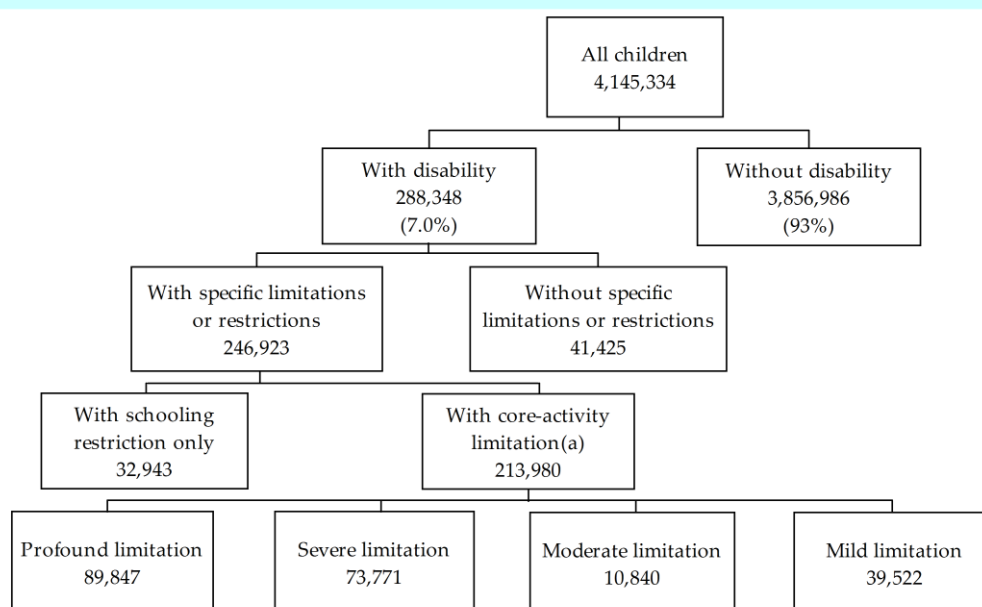 All children
4,145,334
With disability
288,348
(7.0%)
Without disability
3,856,986
(93%)
With specific limitations
or restrictions
246,923
Without specific
limitations or restrictions
41,425
With schooling
restriction only
32,943
With core-activity
limitation(a)
213,980
Profound limitation
89,847
Severe limitation
73,771
Moderate limitation
10,840
Mild limitation
39,522